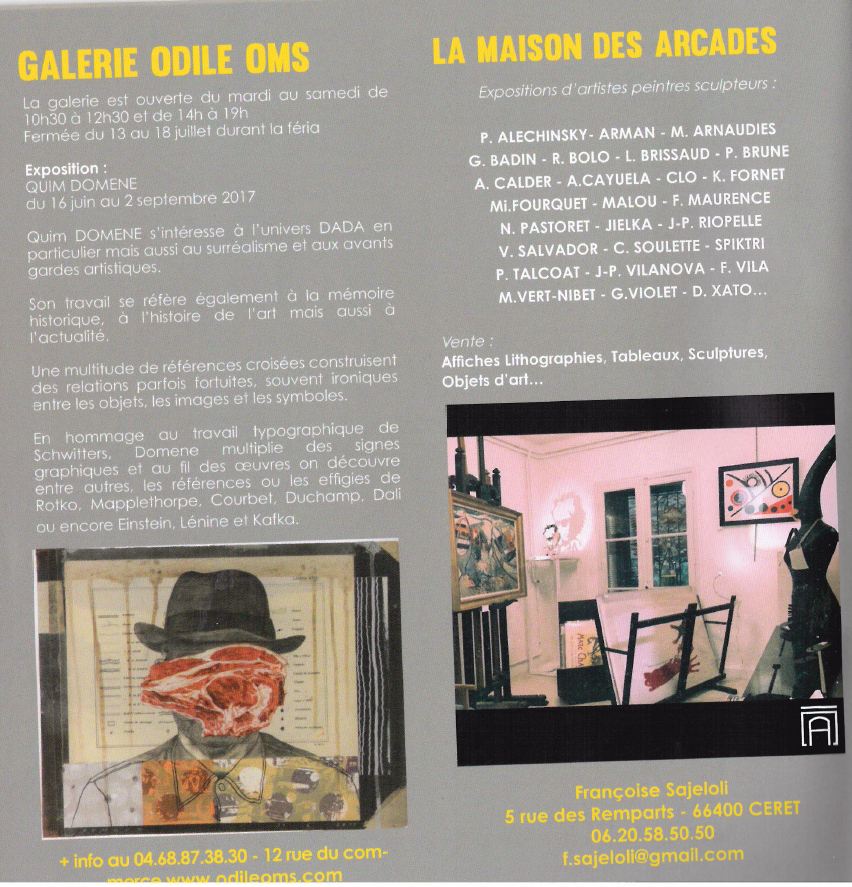 GALERIE ODILE OMS
La galerie est ouverte du mardi au samedi de
10h30 à 12h30 et de 14h à 19h
Fermée du 13 au 18 juillet durant la féria
Exposition :
QUIM DOMENE
du 16 juin au 2 septembre 2017
Quim DOMENE s'intéresse à l'univers DADA en
particulier mais aussi au surréalisme et aux avants
gardes artistiques.
Son travail se réfère également à la mémoire
historique, à l'histoire de l'art mais aussi à
l'actualité.
Une multitude de références croisées construisent
des relations parfois fortuites, souvent ironiques
entre les objets, les images et les symboles.
En hommage au travail typographique de
Schwitters, Domene multiplie des signes
graphiques et au fil des œuvres on découvre
entre autres, les références ou les effigies de
Rotko, Mapplethorpe, Courbet, Duchamp, Dali
ou encore Einstein, Lénine et Kafka.
+ info au 04.68.87.38.30 - 12 rue du com-
merce www.odileoms.com
LA MAISON DES ARCADES
Expositions d'artistes peintres sculpteurs :
P. ALECHINSKY- ARMAN - M. ARNAUDIES
G. BADIN - R. BOLO - L. BRISSAUD - P. BRUNE
A. CALDER - A.CAYUELA - CLO - K. FORNET
Mi.FOURQUET - MALOU - F. MAURENCE
N. PASTORET - JIELKA - J-P. RIOPELLE
V. SALVADOR - C. SOULETTE - SPIKTRI
P. TALCOAT - J-P. VILANOVA - F. VILA
M.VERT-NIBET - G.VIOLET - D. XATO...
Vente :
Affiches Lithographies, Tableaux, Sculptures,
Objets d'art...
MARC
A
Françoise Sajeloli
5 rue des Remparts - 66400 CERET
06.20.58.50.50
f.sajeloli@gmail.com